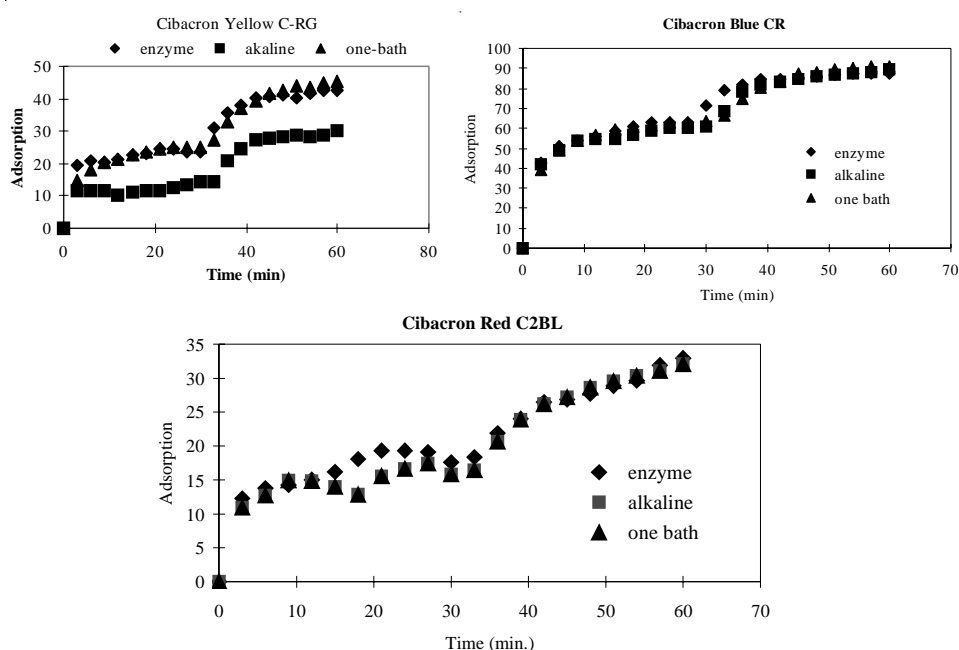 Cibacron Yellow C-RG
enzyme akaline one-bath
Adsorption
50
40
30
20
10
0
0 20 40 60 80
Time (min)
Cibacron Blue CR
Adsorption
100
90
80
70
60
50
40
30
20
10
0
enzyme
alkaline
one bath
0 10 20 30 40 50 60 70
Time (min)
Cibacron Red C2BL
Adsorption
35
30
25
20
15
10
5
0
enzyme
alkaline
one bath
0 10 20 30 40 50 60 70
Time (min.)